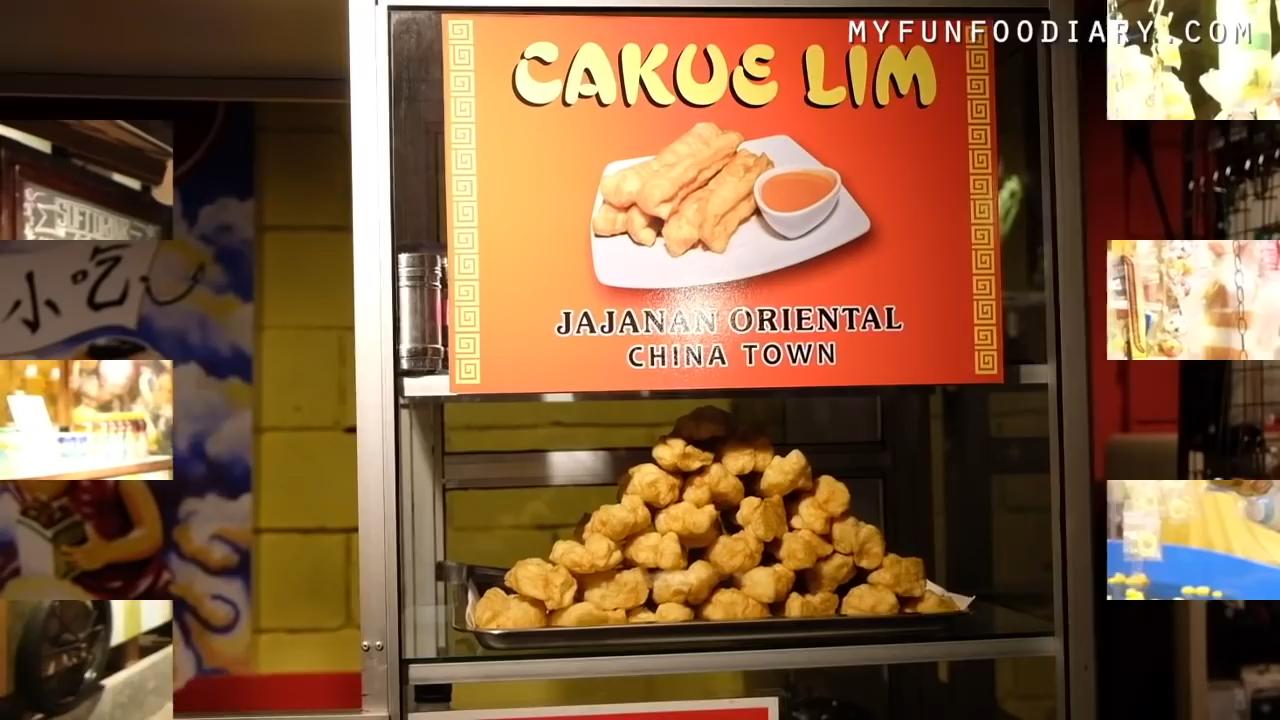 MYFUNFOODIARY.COM
CAKUE LIM
JAJANAN ORIENTAL
CHINA TOWN
小吃